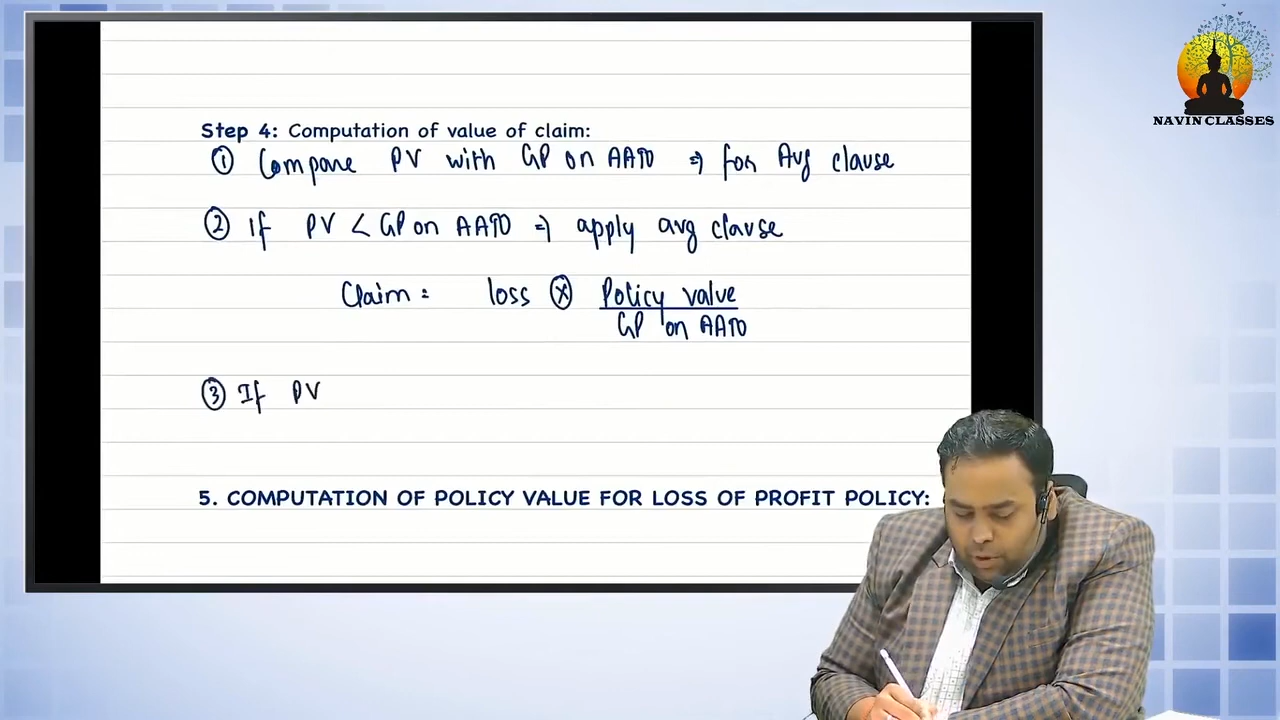 NAVIN CLASSES
Step 4: Computation of value of claim:
① Compare PV with GP on AATO ⇒ for Avg clause
② If PV < GP on AATO ⇒ apply avg clause
Claim = loss ⓧ Policy value
GP on AATO
③ If PV
5. COMPUTATION OF POLICY VALUE FOR LOSS OF PROFIT POLICY: